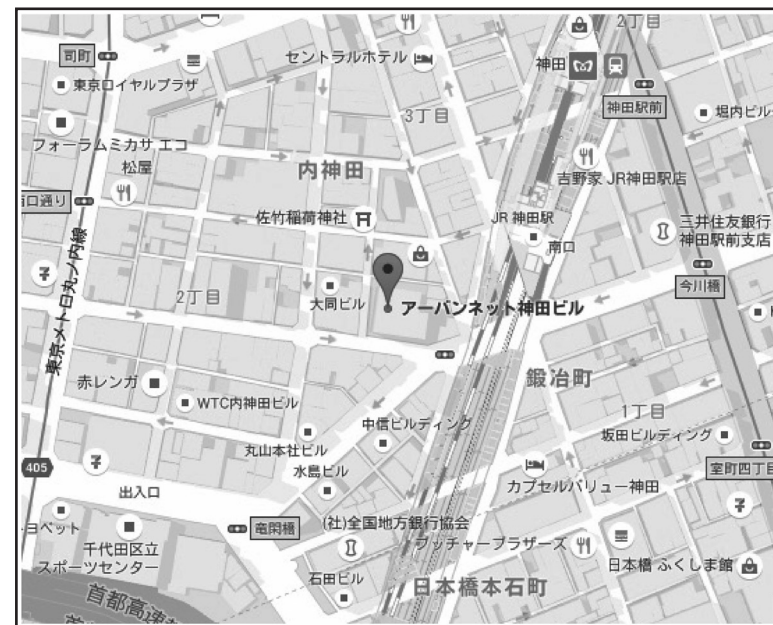 2丁目
司町
セントラルホテル
神田
東京ロイヤルプラザ
神田駅前
堀内ビル
3丁目
フォーラムミカサ エコ
内神田
松屋
吉野家 JR神田駅店
西口通り
佐竹稲荷神社
JR 神田駅
南口
三井住友銀行
神田駅前支店
今川橋
東京メトロ丸ノ内線
2丁目
大同ビル
アーバンネット神田ビル
鍛冶町
赤レンガ
WTC内神田ビル
中信ビルディング
1丁目
坂田ビルディング
丸山本社ビル
水島ビル
405
カプセルバリュー神田
室町四丁目
出入口
竜閑橋
(社)全国地方銀行協会
ヨペット
千代田区立
スポーツセンター
ブッチャーブラザーズ
日本橋 ふくしま館
石田ビル
日本橋本石町
首都高速